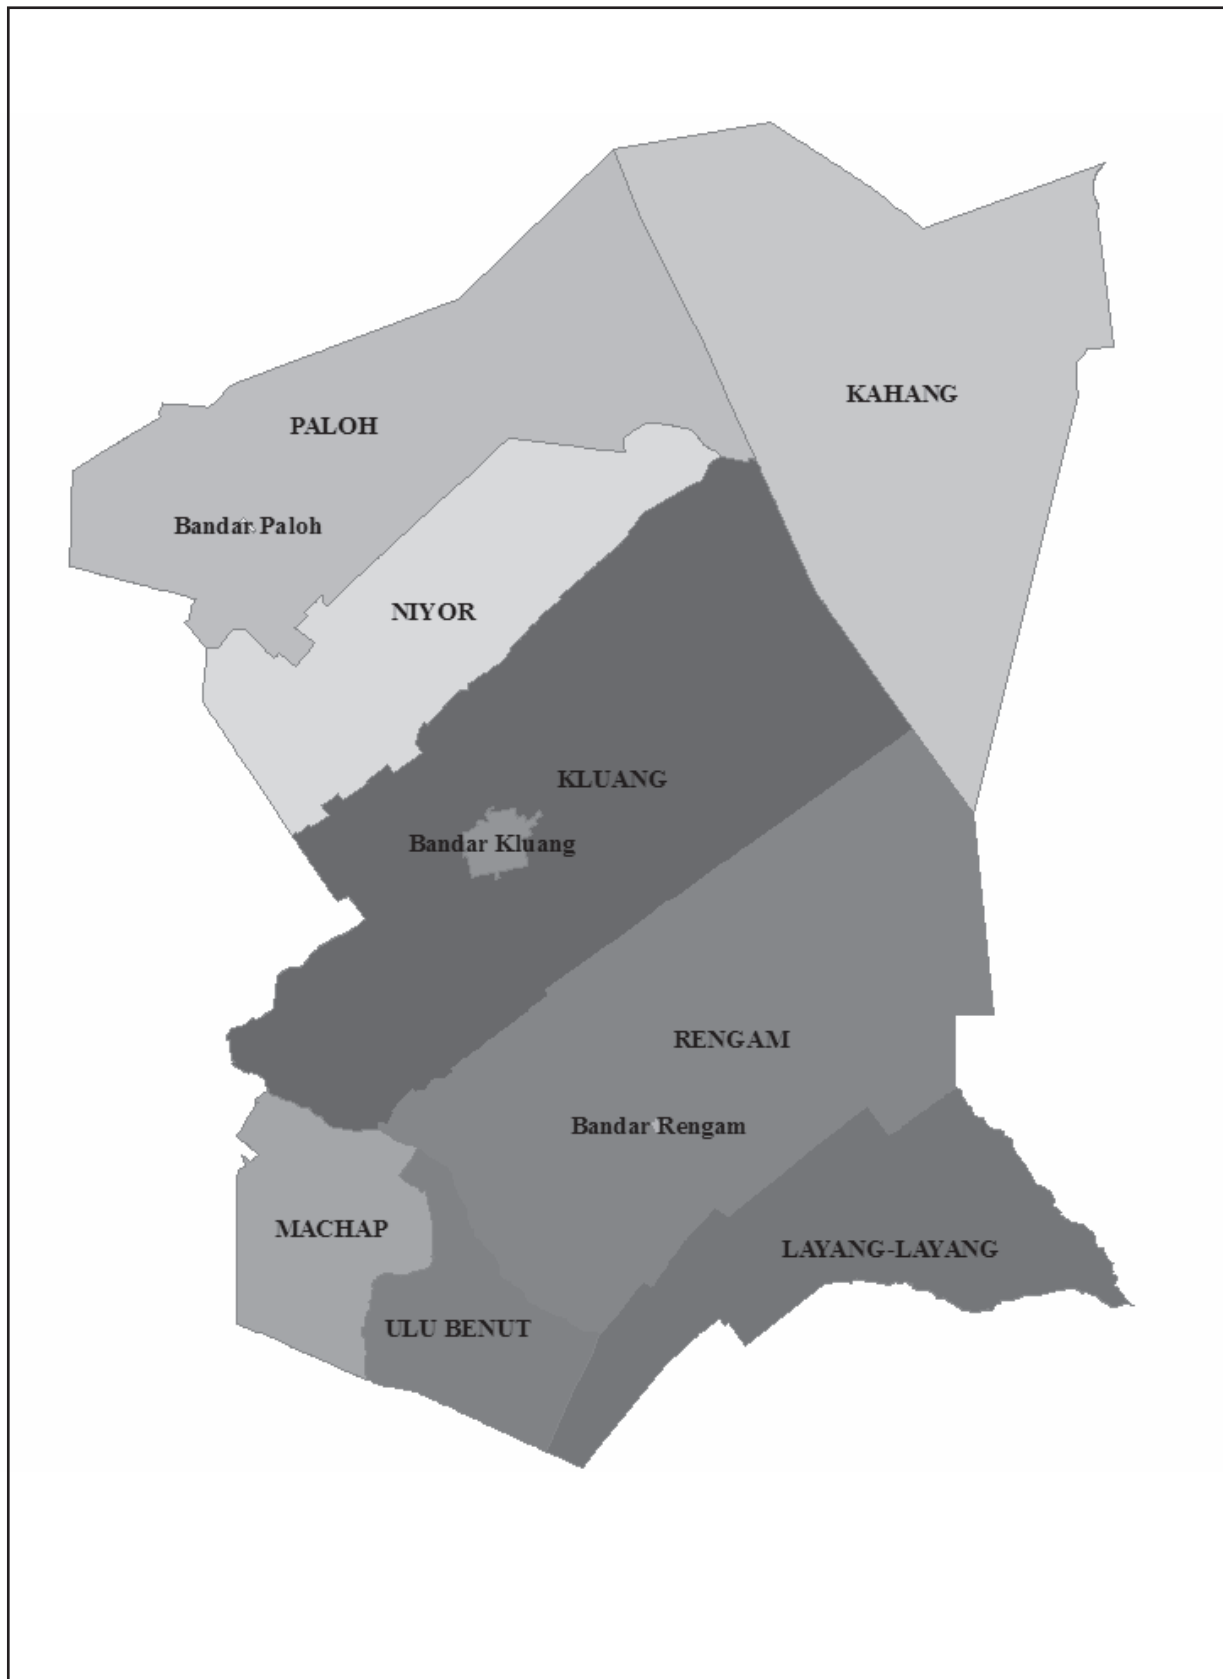 KAHANG
PALOH
Bandar Paloh
NIYOR
KLUANG
Bandar Kluang
RENGAM
Bandar Rengam
MACHAP
LAYANG-LAYANG
ULU BENUT